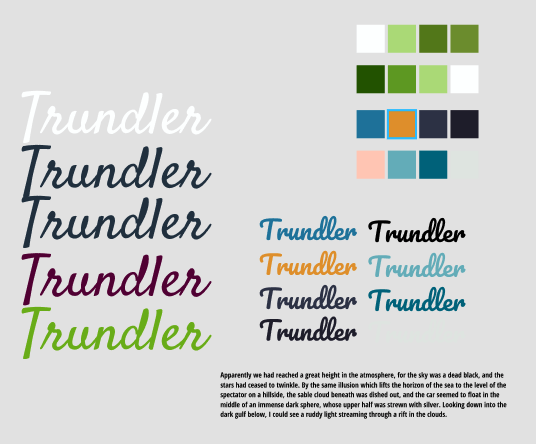 Trundler
Trundler
Trundler
Trundler
Trundler
Trundler Trundler
Trundler Trundler
Trundler Trundler
Trundler
Apparently we had reached a great height in the atmosphere, for the sky was a dead black, and the
stars had ceased to twinkle. By the same illusion which lifts the horizon of the sea to the level of the
spectator on a hillside, the sable cloud beneath was dished out, and the car seemed to float in the
middle of an immense dark sphere, whose upper half was strewn with silver. Looking down into the
dark gulf below, I could see a ruddy light streaming through a rift in the clouds.